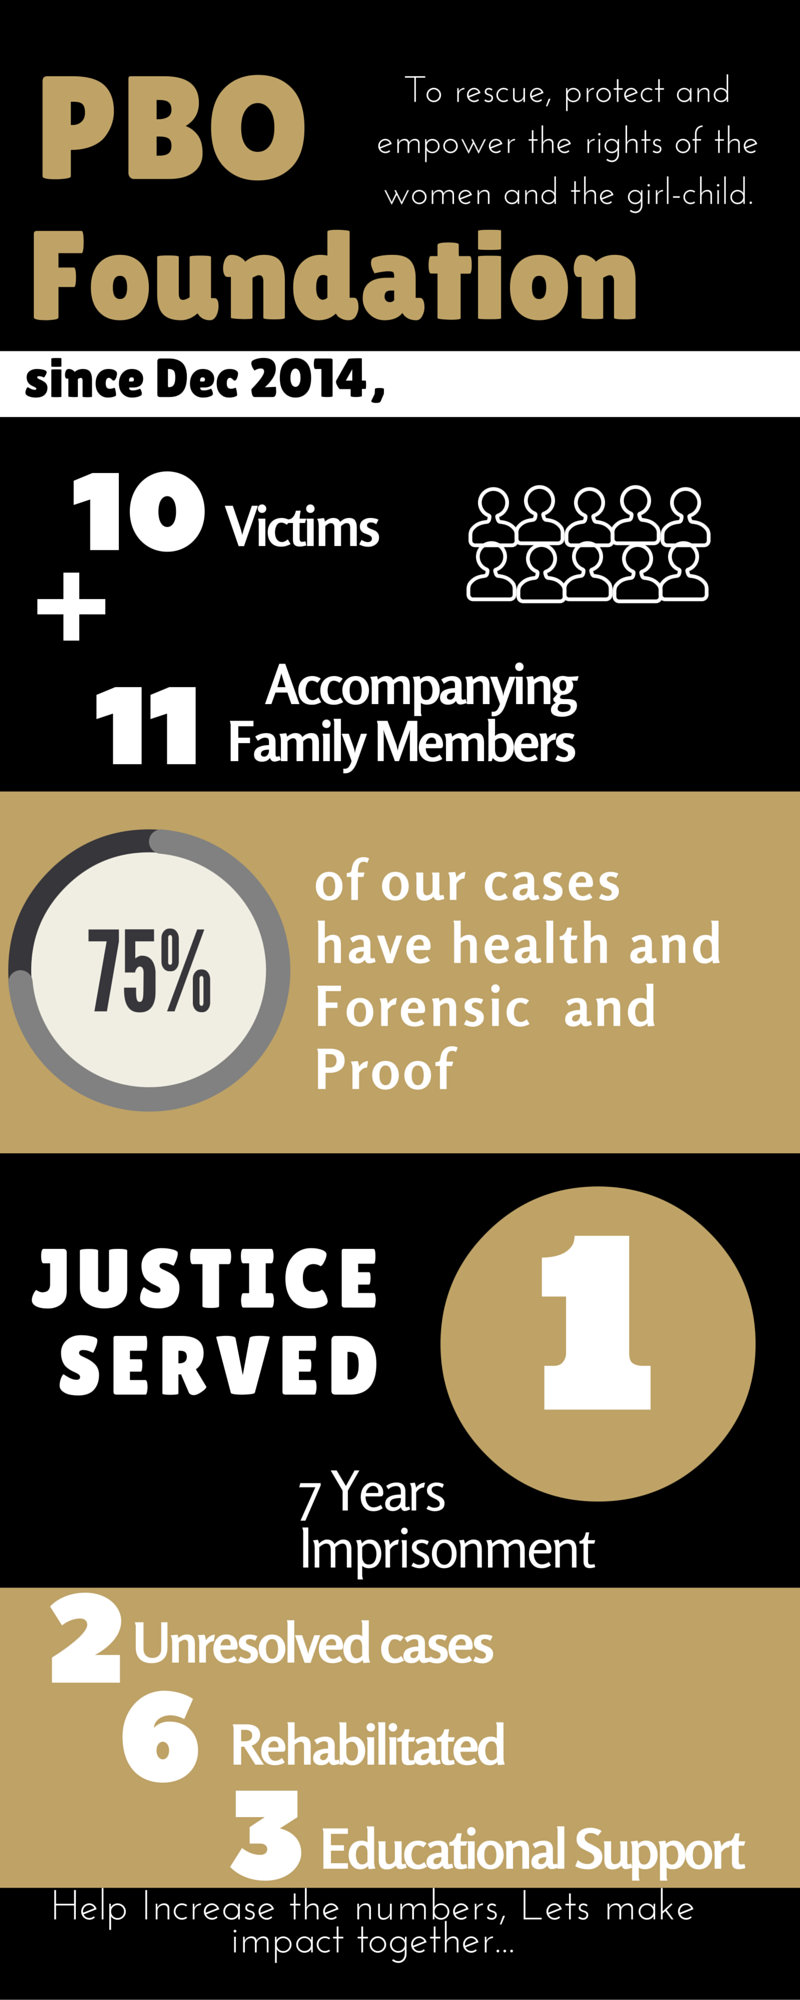 PBO
To rescue, protect and
empower the rights of the
women and the girl-child.
Foundation
since Dec 2014,
10 Victims
+
11 Accompanying
Family Members
75%
of our cases
have health and
Forensic and
Proof
JUSTICE
SERVED
1
7 Years
Imprisonment
2 Unresolved cases
6 Rehabilitated
3 Educational Support
Help Increase the numbers, Lets make
impact together...